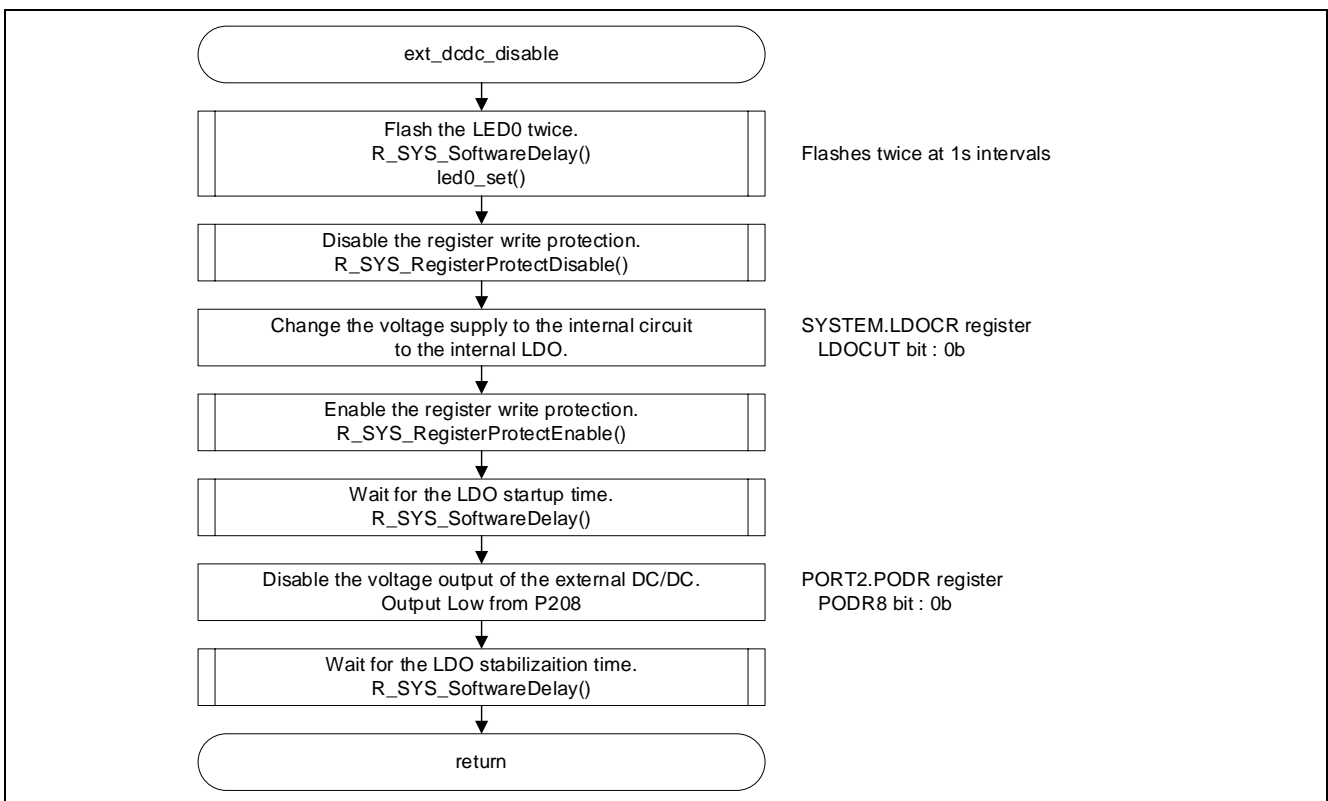 ext_dcdc_disable
Flash the LED0 twice.
R_SYS_SoftwareDelay()
led0_set()
Flashes twice at 1s intervals
Disable the register write protection.
R_SYS_RegisterProtectDisable()
Change the voltage supply to the internal circuit
to the internal LDO.
SYSTEM.LDOCR register
LDOCUT bit : 0b
Enable the register write protection.
R_SYS_RegisterProtectEnable()
Wait for the LDO startup time.
R_SYS_SoftwareDelay()
Disable the voltage output of the external DC/DC.
Output Low from P208
PORT2.PODR register
PODR8 bit : 0b
Wait for the LDO stabilizaition time.
R_SYS_SoftwareDelay()
return